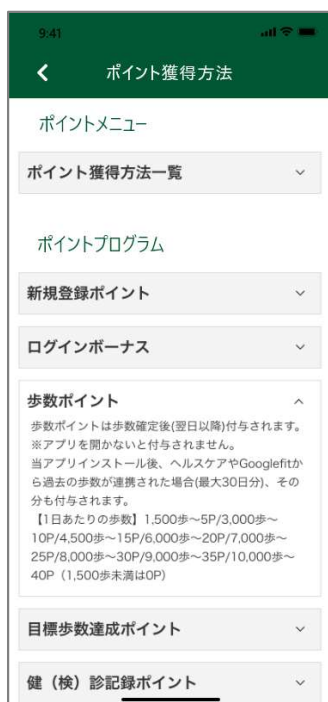 9:41
ポイント獲得方法
ポイントメニュー
ポイント獲得方法一覧
ポイントプログラム
新規登録ポイント
ログインボーナス
歩数ポイント
歩数ポイントは歩数確定後(翌日以降)付与されます。
※アプリを開かないと付与されません。
当アプリインストール後、ヘルスケアやGooglefitか
ら過去の歩数が連携された場合(最大30日分)、その
分も付与されます。
【1日あたりの歩数】1,500歩～5P/3,000歩～
10P/4,500歩～15P/6,000歩～20P/7,000歩～
25P/8,000歩～30P/9,000歩～35P/10,000歩～
40P（1,500歩未満は0P）
目標歩数達成ポイント
健（検）診記録ポイント